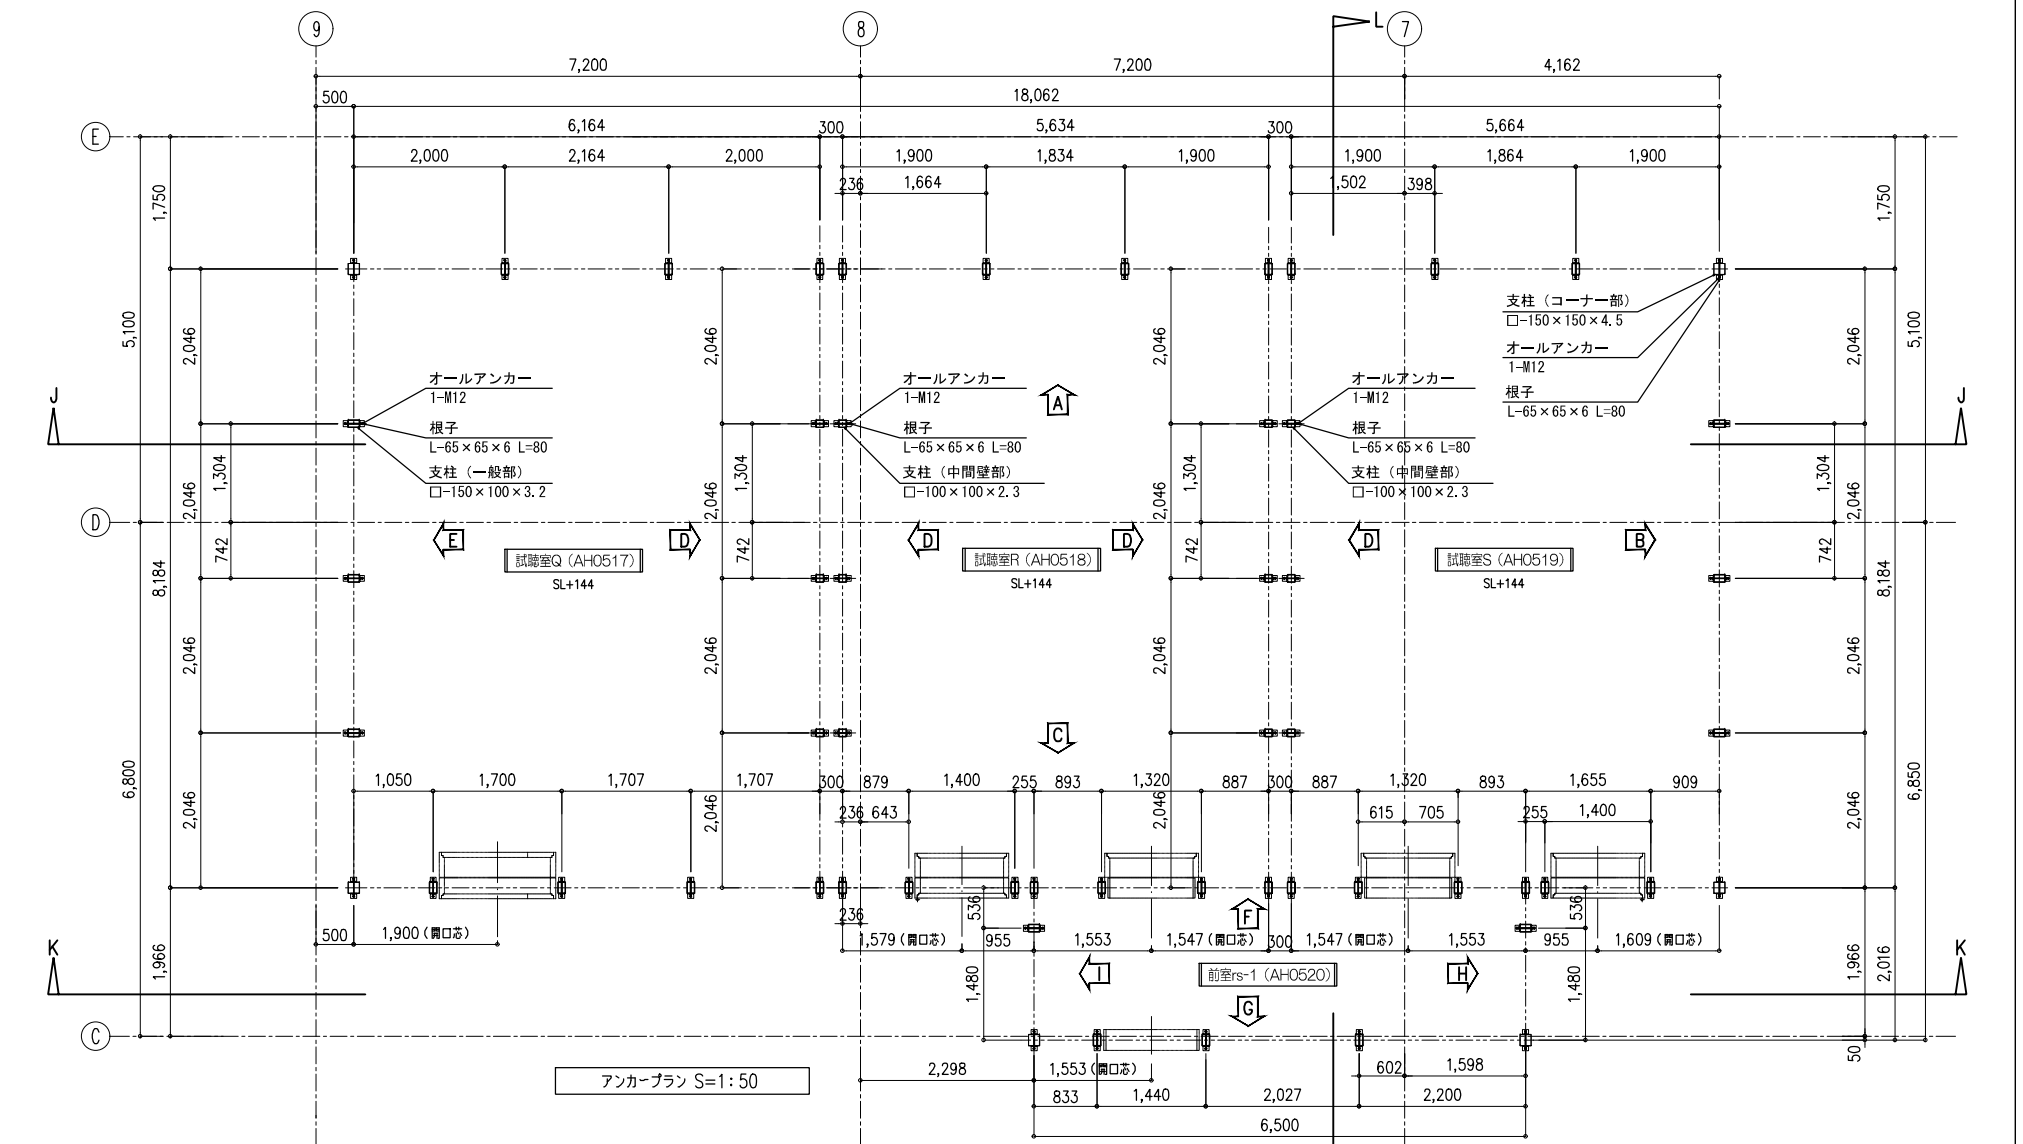 9
8
7
L
7,200
7,200
4,162
500
18,062
E
6,164
300
5,634
300
5,664
2,000
2,164
2,000
1,900
1,834
1,900
1,900
1,864
1,900
236
1,664
1,502
398
1,750
1,750
5,100
2,046
2,046
2,046
2,046
5,100
支柱（コーナー部）
□-150×150×4.5
オールアンカー
1-M12
根子
L-65×65×6 L=80
J
オールアンカー
1-M12
根子
L-65×65×6 L=80
支柱（一般部）
□-150×100×3.2
オールアンカー
1-M12
根子
L-65×65×6 L=80
支柱（中間壁部）
□-100×100×2.3
A
オールアンカー
1-M12
根子
L-65×65×6 L=80
支柱（中間壁部）
□-100×100×2.3
J
1,304
1,304
1,304
1,304
2,046
2,046
2,046
2,046
D
E
D
D
D
D
B
742
742
742
742
試聴室Q（AH0517）
SL+144
試聴室R（AH0518）
SL+144
試聴室S（AH0519）
SL+144
8,184
8,184
2,046
2,046
2,046
2,046
C
6,800
6,850
1,050
1,700
1,707
1,707
300
879
1,400
255
893
1,320
887
300
887
1,320
893
1,655
909
2,046
2,046
2,046
2,046
236
643
615
705
255
1,400
236
536
536
F
K
500
1,900（開口芯）
1,579（開口芯）
955
1,553
1,547（開口芯）
300
1,547（開口芯）
1,553
955
1,609（開口芯）
K
1,966
1,966
2,016
I
前室rs-1（AH0520）
H
1,480
1,480
G
C
50
アンカープラン S=1:50
2,298
1,553（開口芯）
602
1,598
833
1,440
2,027
2,200
6,500